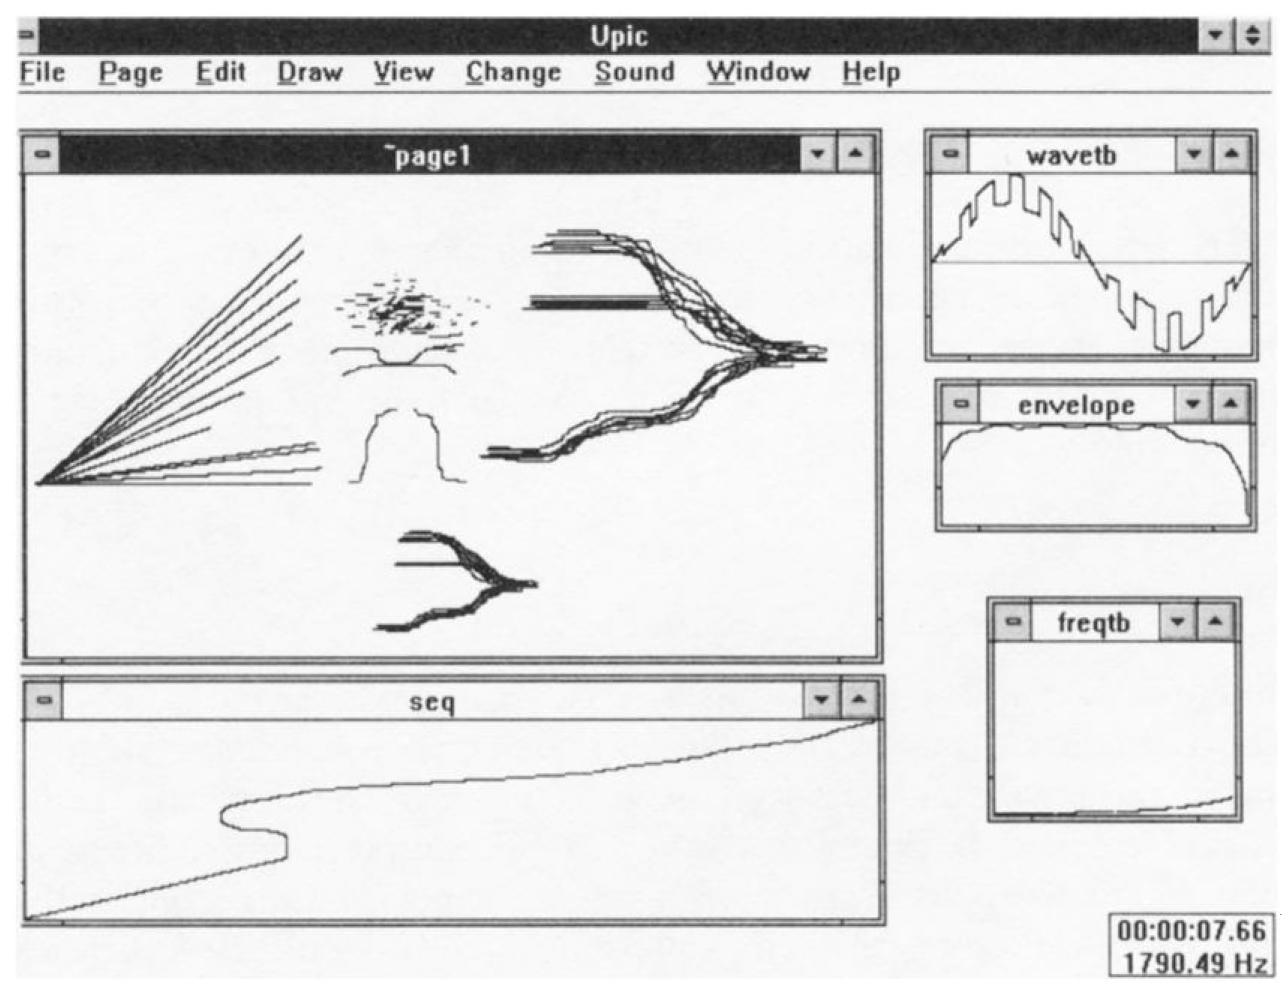 Upic
File Page Edit Draw View Change Sound Window Help
~page1
wavetb
envelope
freqtb
seq
00:00:07.66
1790.49 Hz